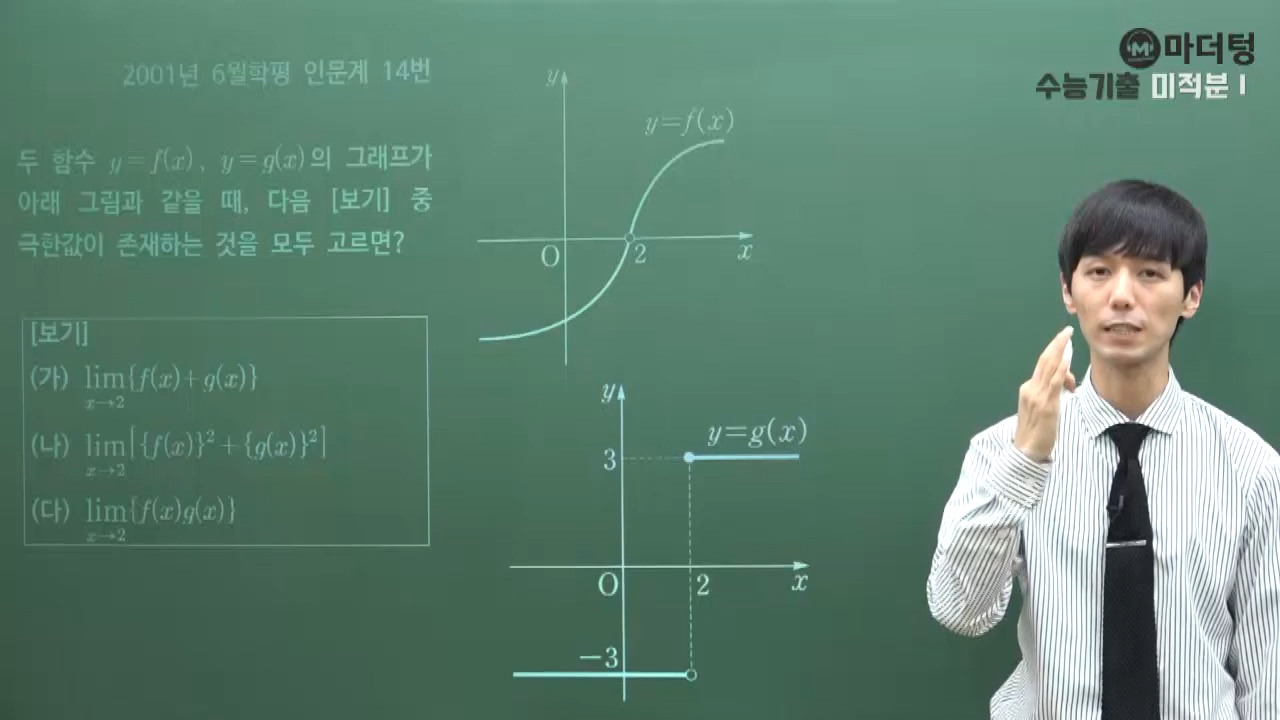 마더텅
수능기출 미적분 I
2001년 6월학평 인문계 14번
두 함수 y=f(x), y=g(x)의 그래프가
아래 그림과 같을 때, 다음 [보기] 중
극한값이 존재하는 것을 모두 고르면?
[보기]
(가) lim{f(x)+g(x)}
x→2
(나) lim[{f(x)}²+{g(x)}²]
x→2
(다) lim{f(x)g(x)}
x→2
y
y=f(x)
O
2
x
y
y=g(x)
3
O
2
x
-3